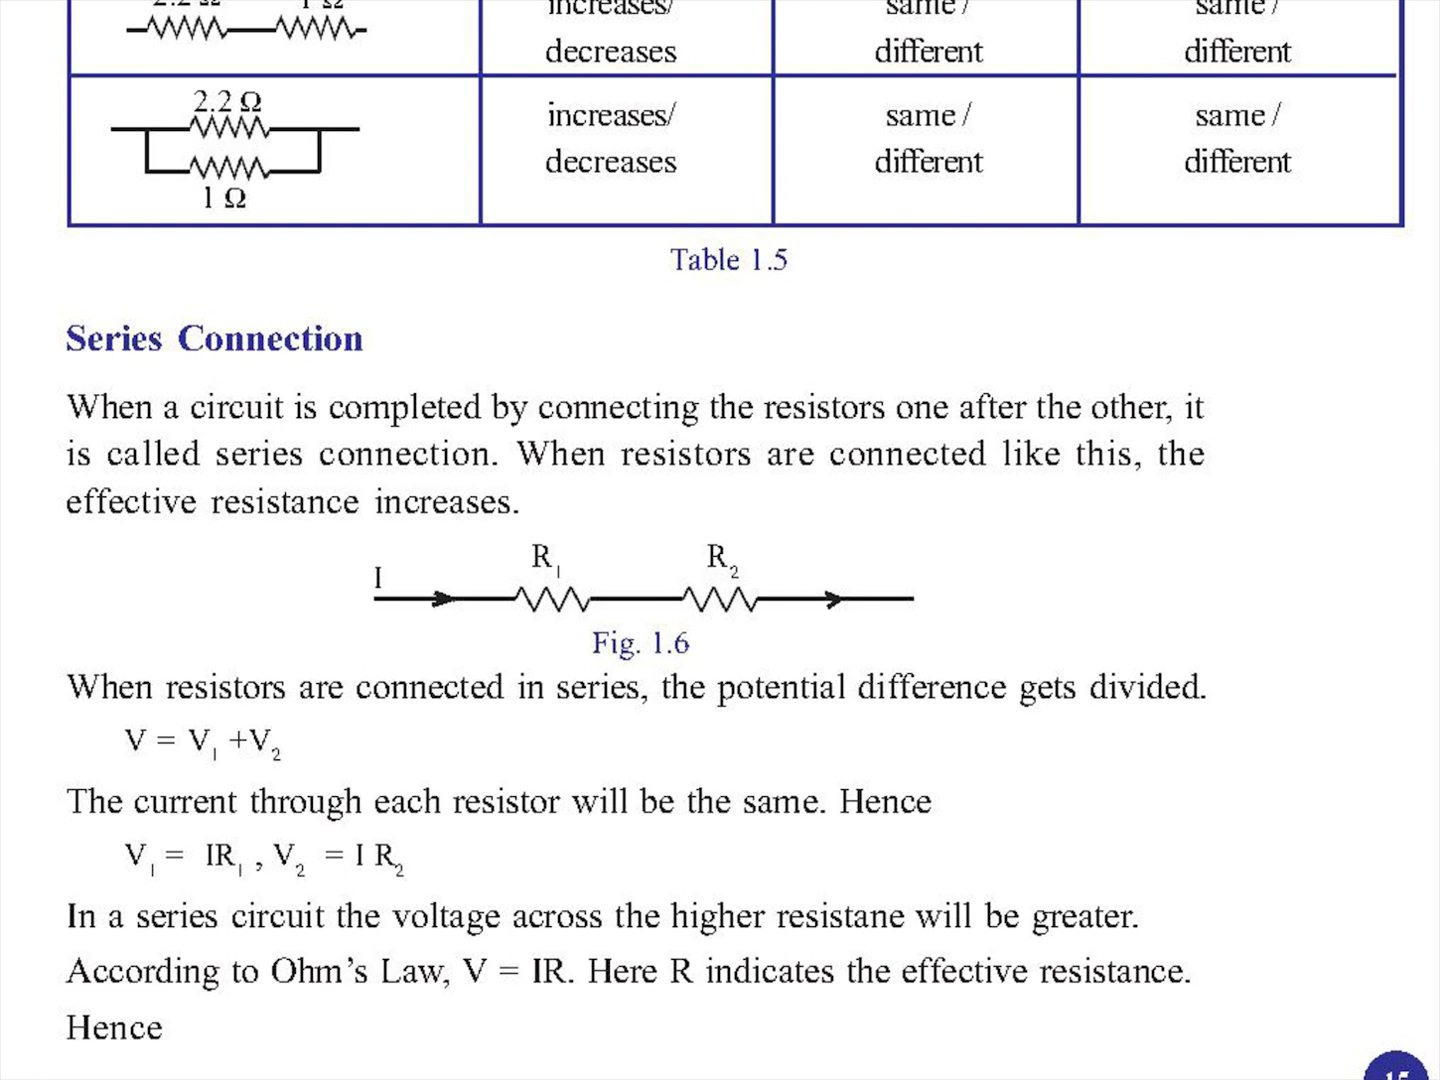 2.2 Ω 1 Ω increases/ same / same /
decreases different different
2.2 Ω increases/ same / same /
decreases different different
1 Ω
Table 1.5
Series Connection
When a circuit is completed by connecting the resistors one after the other, it
is called series connection. When resistors are connected like this, the
effective resistance increases.
I R₁ R₂
Fig. 1.6
When resistors are connected in series, the potential difference gets divided.
V = V₁ +V₂
The current through each resistor will be the same. Hence
V₁ = IR₁ , V₂ = I R₂
In a series circuit the voltage across the higher resistane will be greater.
According to Ohm’s Law, V = IR. Here R indicates the effective resistance.
Hence
15